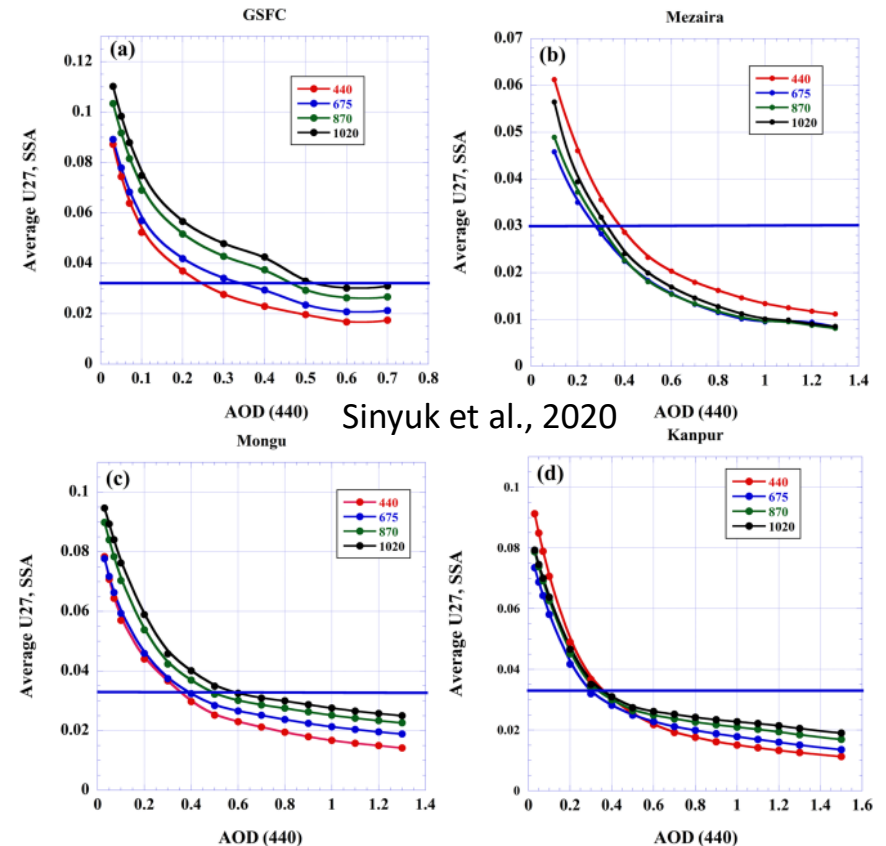 GSFC
(a)
440
675
870
1020
Average U27, SSA
0.12
0.1
0.08
0.06
0.04
0.02
0
0 0.1 0.2 0.3 0.4 0.5 0.6 0.7 0.8
AOD (440)
Mezaira
(b)
440
675
870
1020
Average U27, SSA
0.07
0.06
0.05
0.04
0.03
0.02
0.01
0
0 0.2 0.4 0.6 0.8 1 1.2 1.4
AOD (440)
Sinyuk et al., 2020
Mongu
(c)
440
675
870
1020
Average U27, SSA
0.1
0.08
0.06
0.04
0.02
0
0 0.2 0.4 0.6 0.8 1 1.2 1.4
AOD (440)
Kanpur
(d)
440
675
870
1020
Average U27, SSA
0.1
0.08
0.06
0.04
0.02
0
0 0.2 0.4 0.6 0.8 1 1.2 1.4 1.6
AOD (440)